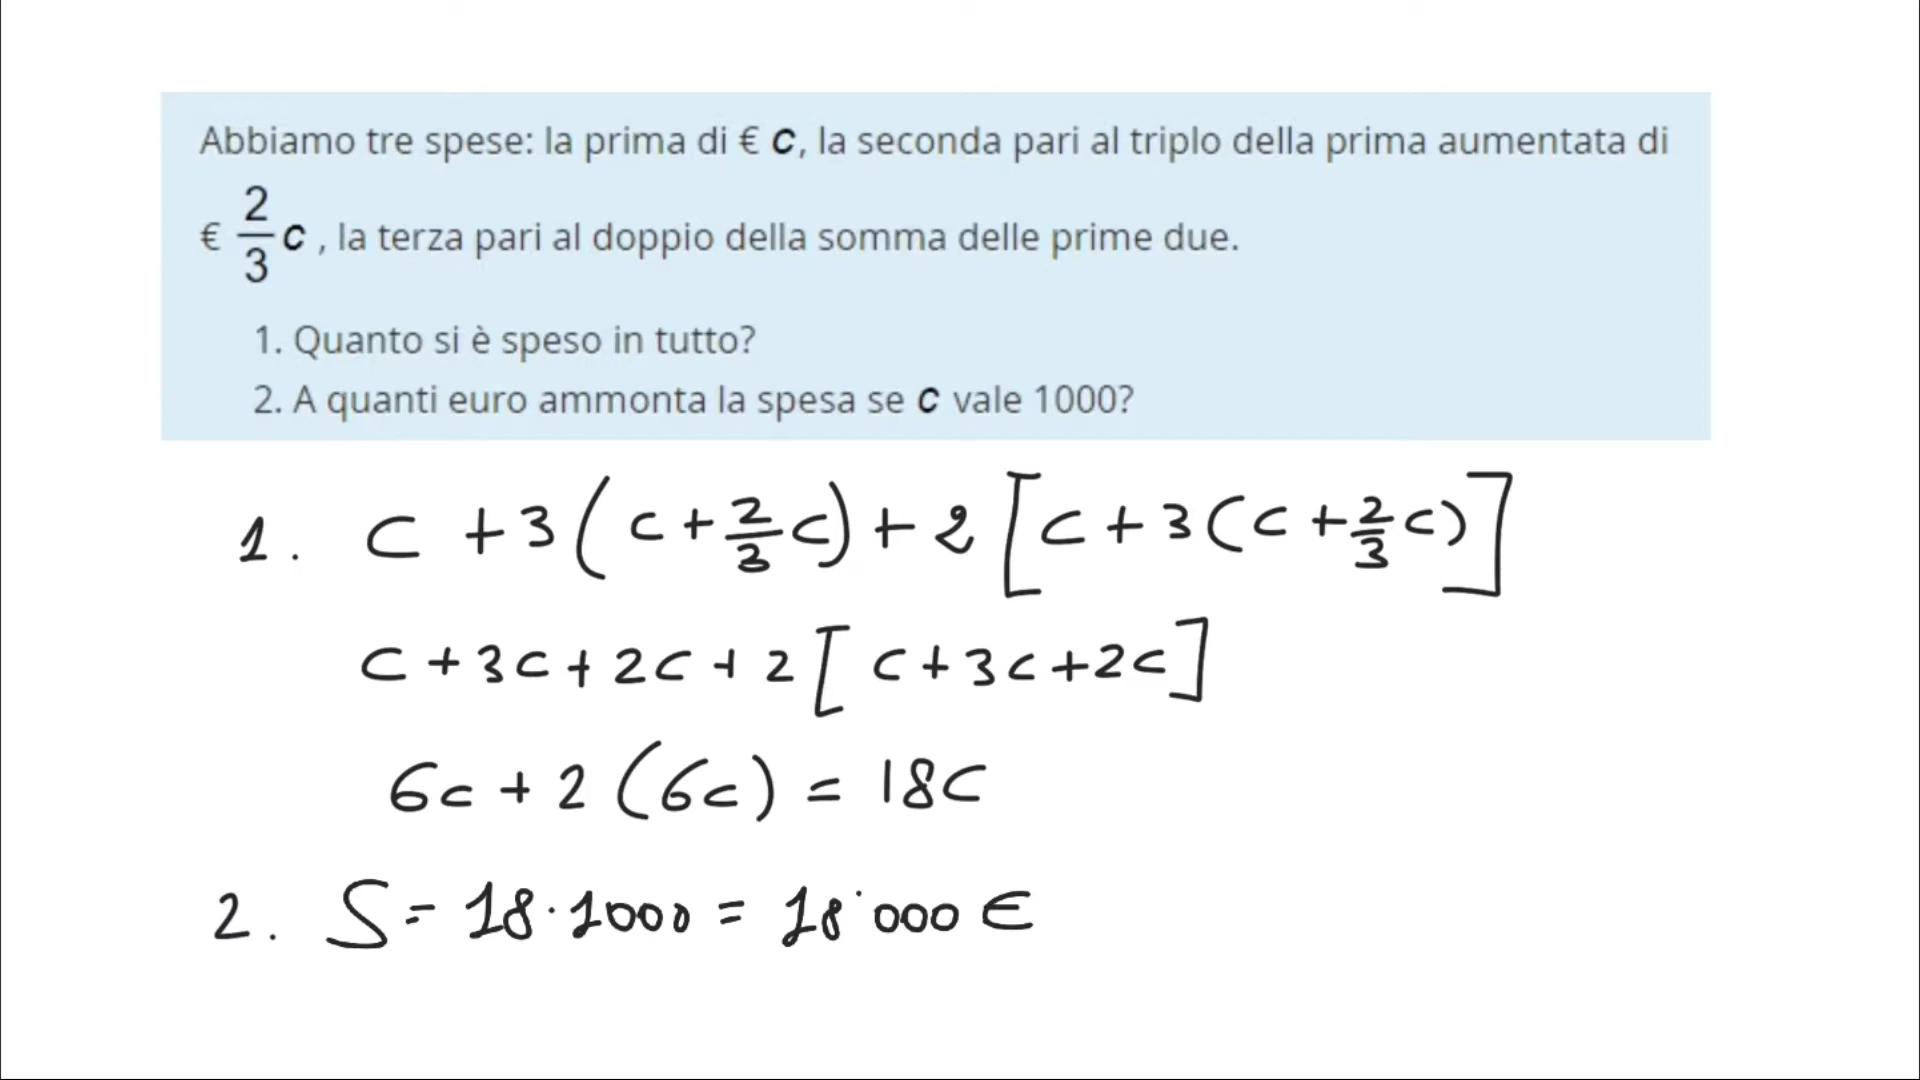 Abbiamo tre spese: la prima di € c, la seconda pari al triplo della prima aumentata di
€ 2/3 c , la terza pari al doppio della somma delle prime due.
1. Quanto si è speso in tutto?
2. A quanti euro ammonta la spesa se c vale 1000?
1. c + 3 ( c + 2/3 c ) + 2 [ c + 3 ( c + 2/3 c ) ]
c + 3c + 2c + 2 [ c + 3c + 2c ]
6c + 2 ( 6c ) = 18c
2. S = 18 · 1000 = 18˙000 €